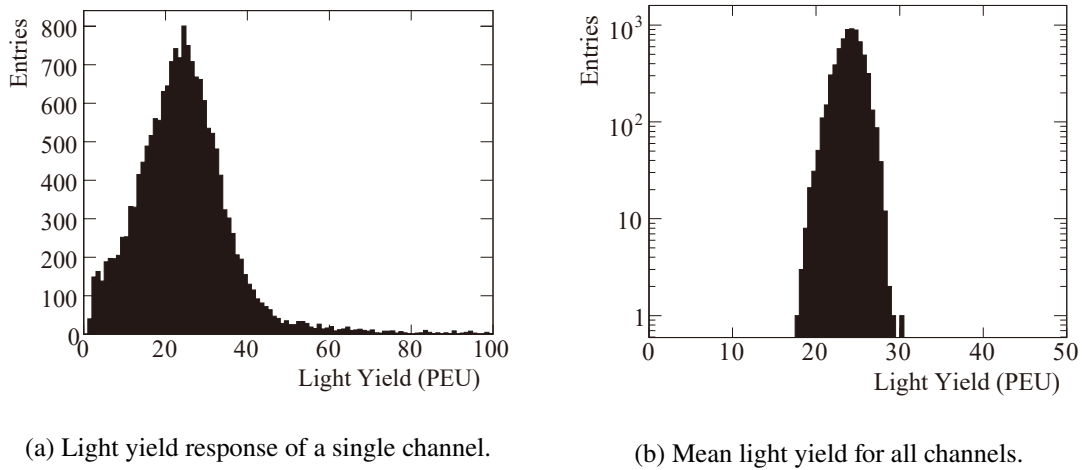 Entries
800
700
600
500
400
300
200
100
0
0 20 40 60 80 100
Light Yield (PEU)
(a) Light yield response of a single channel.
Entries
10³
10²
10
1
0 10 20 30 40 50
Light Yield (PEU)
(b) Mean light yield for all channels.